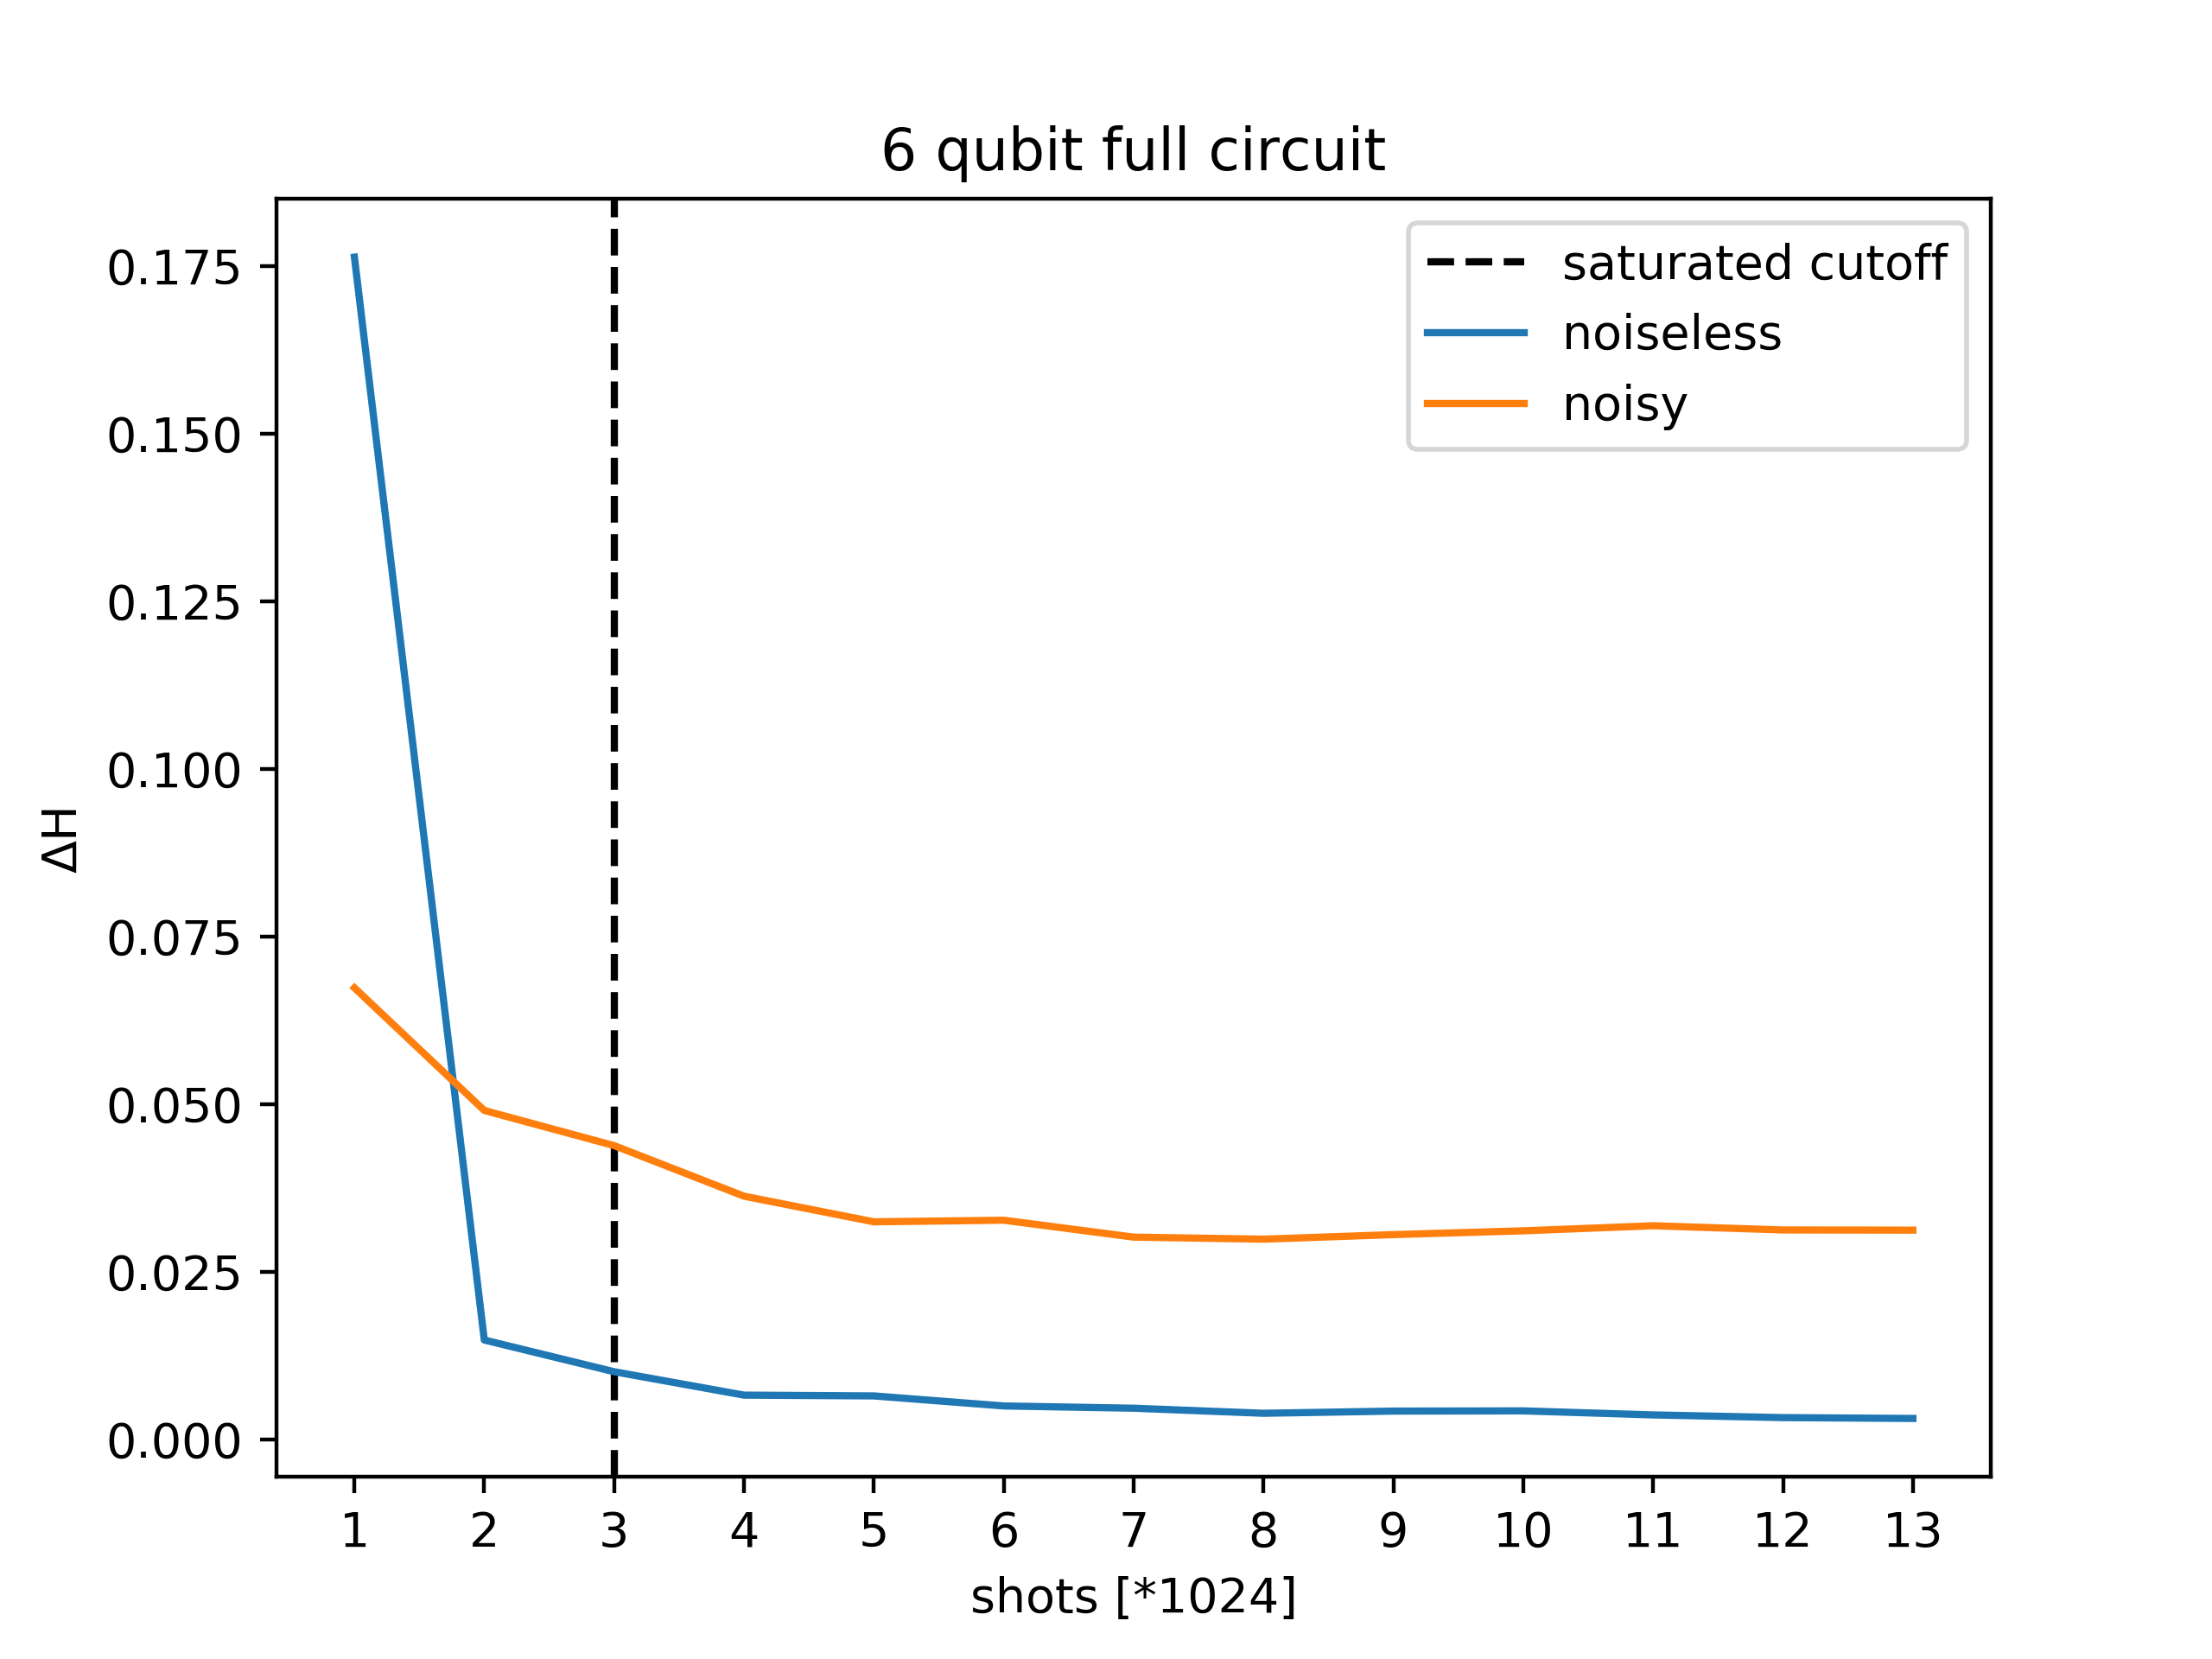 6 qubit full circuit
saturated cutoff
noiseless
noisy
0.175
0.150
0.125
0.100
0.075
0.050
0.025
0.000
ΔH
1 2 3 4 5 6 7 8 9 10 11 12 13
shots [*1024]